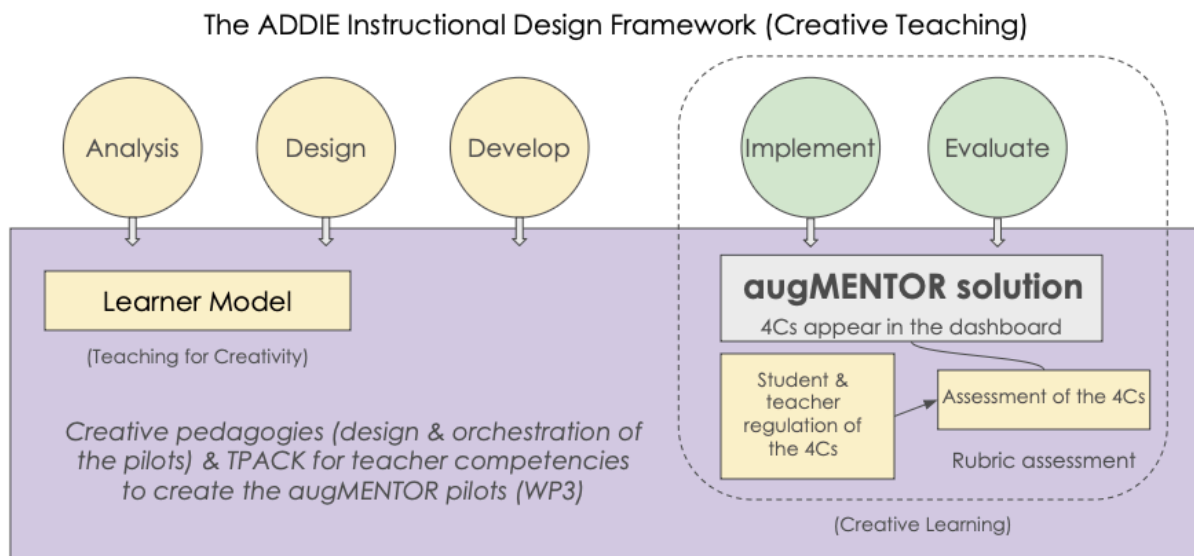 The ADDIE Instructional Design Framework (Creative Teaching)
Analysis
Design
Develop
Implement
Evaluate
Learner Model
(Teaching for Creativity)
Creative pedagogies (design & orchestration of
the pilots) & TPACK for teacher competencies
to create the augMENTOR pilots (WP3)
augMENTOR solution
4Cs appear in the dashboard
Student &
teacher
regulation of
the 4Cs
Assessment of the 4Cs
Rubric assessment
(Creative Learning)